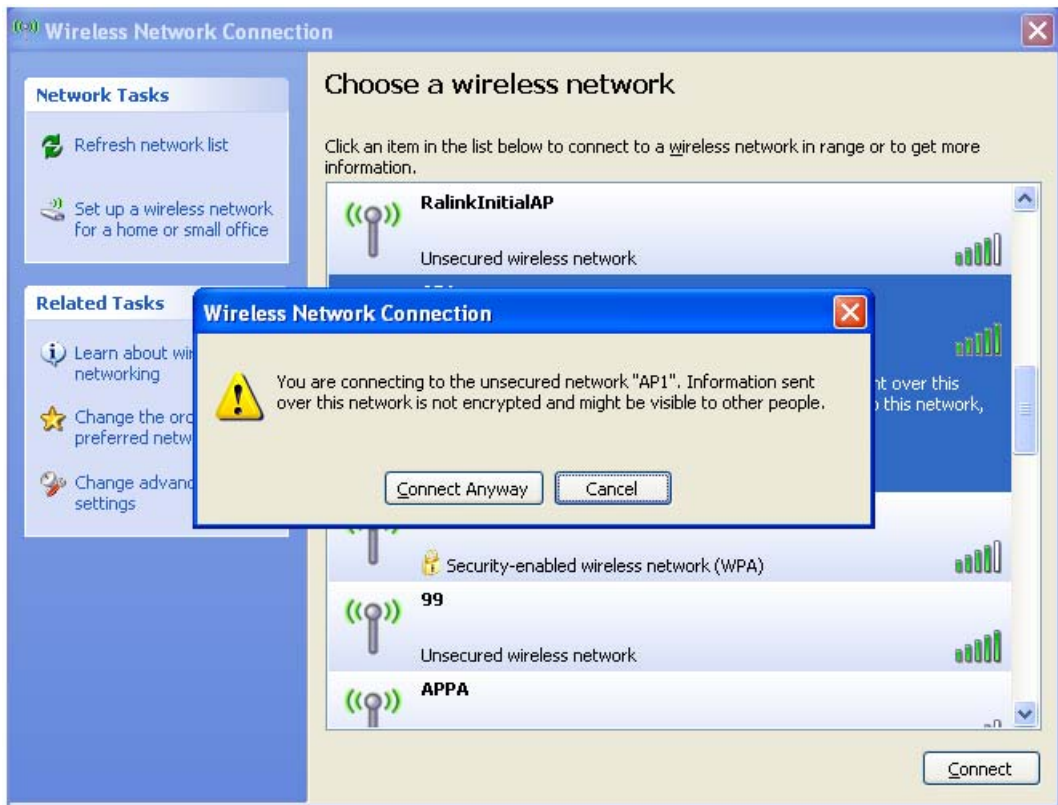 Wireless Network Connection
Network Tasks
Refresh network list
Set up a wireless network
for a home or small office
Related Tasks
Learn about
networking
Change the
preferred
Change
settings
Choose a wireless network
Click an item in the list below to connect to a wireless network in range or to get more
information.
RalinkInitialAP
Unsecured wireless network
over this
this network,
Security-enabled wireless network (WPA)
99
Unsecured wireless network
APPA
Connect
Wireless Network Connection
You are connecting to the unsecured network "AP1". Information sent
over this network is not encrypted and might be visible to other people.
Connect Anyway
Cancel